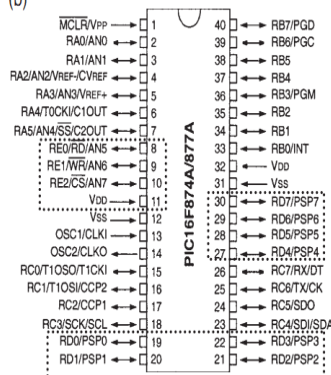 (b)
MCLR/VPP 1 40 RB7/PGD
RA0/AN0 2 39 RB6/PGC
RA1/AN1 3 38 RB5
RA2/AN2/VREF-/CVREF 4 37 RB4
RA3/AN3/VREF+ 5 36 RB3/PGM
RA4/T0CKI/C1OUT 6 35 RB2
RA5/AN4/SS/C2OUT 7 34 RB1
RE0/RD/AN5 8 33 RB0/INT
RE1/WR/AN6 9 32 VDD
RE2/CS/AN7 10 31 VSS
VDD 11 30 RD7/PSP7
VSS 12 29 RD6/PSP6
OSC1/CLKI 13 28 RD5/PSP5
OSC2/CLKO 14 27 RD4/PSP4
RC0/T1OSO/T1CKI 15 26 RC7/RX/DT
RC1/T1OSI/CCP2 16 25 RC6/TX/CK
RC2/CCP1 17 24 RC5/SDO
RC3/SCK/SCL 18 23 RC4/SDI/SDA
RD0/PSP0 19 22 RD3/PSP3
RD1/PSP1 20 21 RD2/PSP2
PIC16F874A/877A